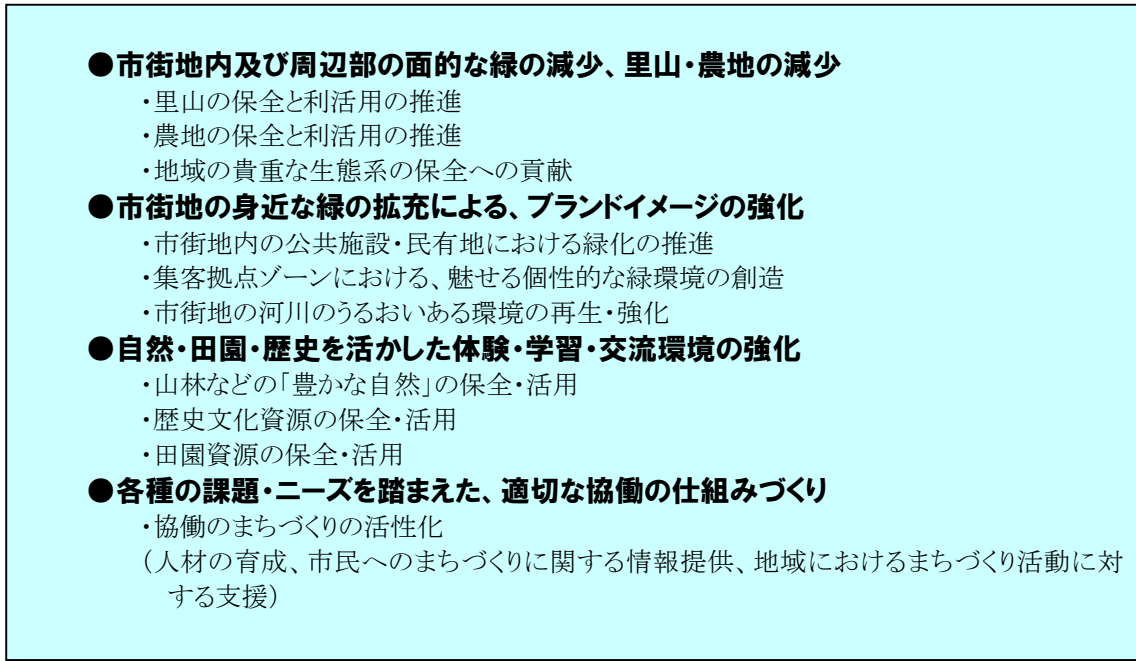 ●市街地内及び周辺部の面的な緑の減少、里山・農地の減少
・里山の保全と利活用の推進
・農地の保全と利活用の推進
・地域の貴重な生態系の保全への貢献
●市街地の身近な緑の拡充による、ブランドイメージの強化
・市街地内の公共施設・民有地における緑化の推進
・集客拠点ゾーンにおける、魅せる個性的な緑環境の創造
・市街地の河川のうるおいある環境の再生・強化
●自然・田園・歴史を活かした体験・学習・交流環境の強化
・山林などの「豊かな自然」の保全・活用
・歴史文化資源の保全・活用
・田園資源の保全・活用
●各種の課題・ニーズを踏まえた、適切な協働の仕組みづくり
・協働のまちづくりの活性化
（人材の育成、市民へのまちづくりに関する情報提供、地域におけるまちづくり活動に対
する支援）